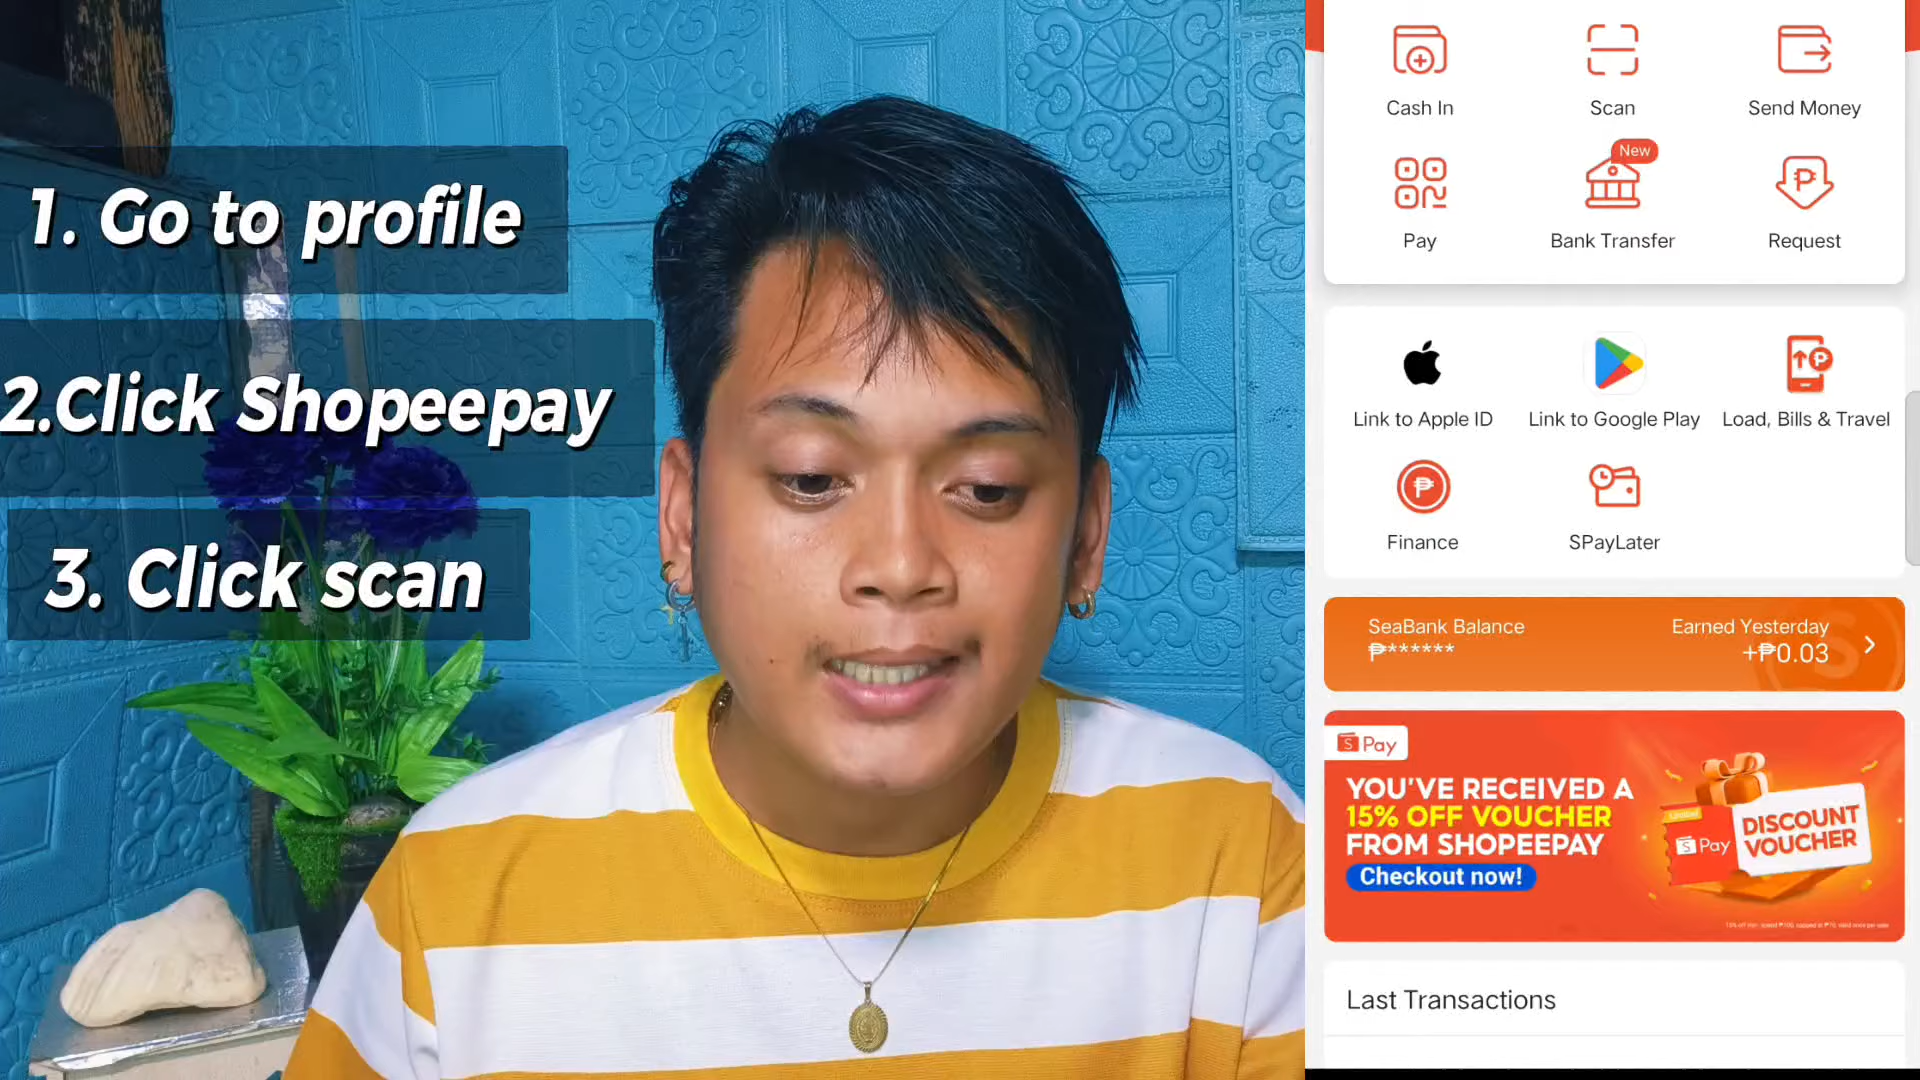 1. Go to profile
2.Click Shopeepay
3. Click scan
Cash In
Scan
Send Money
New
Pay
Bank Transfer
Request
Link to Apple ID
Link to Google Play
Load, Bills & Travel
Finance
SPayLater
SeaBank Balance
₱*******
Earned Yesterday
+₱0.03
S Pay
YOU'VE RECEIVED A
15% OFF VOUCHER
FROM SHOPEEPAY
Checkout now!
S Pay
DISCOUNT
VOUCHER
Last Transactions